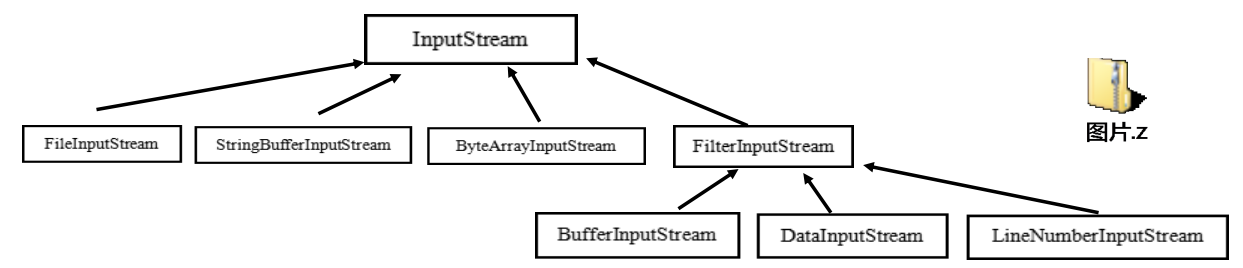 InputStream
图片.z
FileInputStream
StringBufferInputStream
ByteArrayInputStream
FilterInputStream
BufferInputStream
DataInputStream
LineNumberInputStream